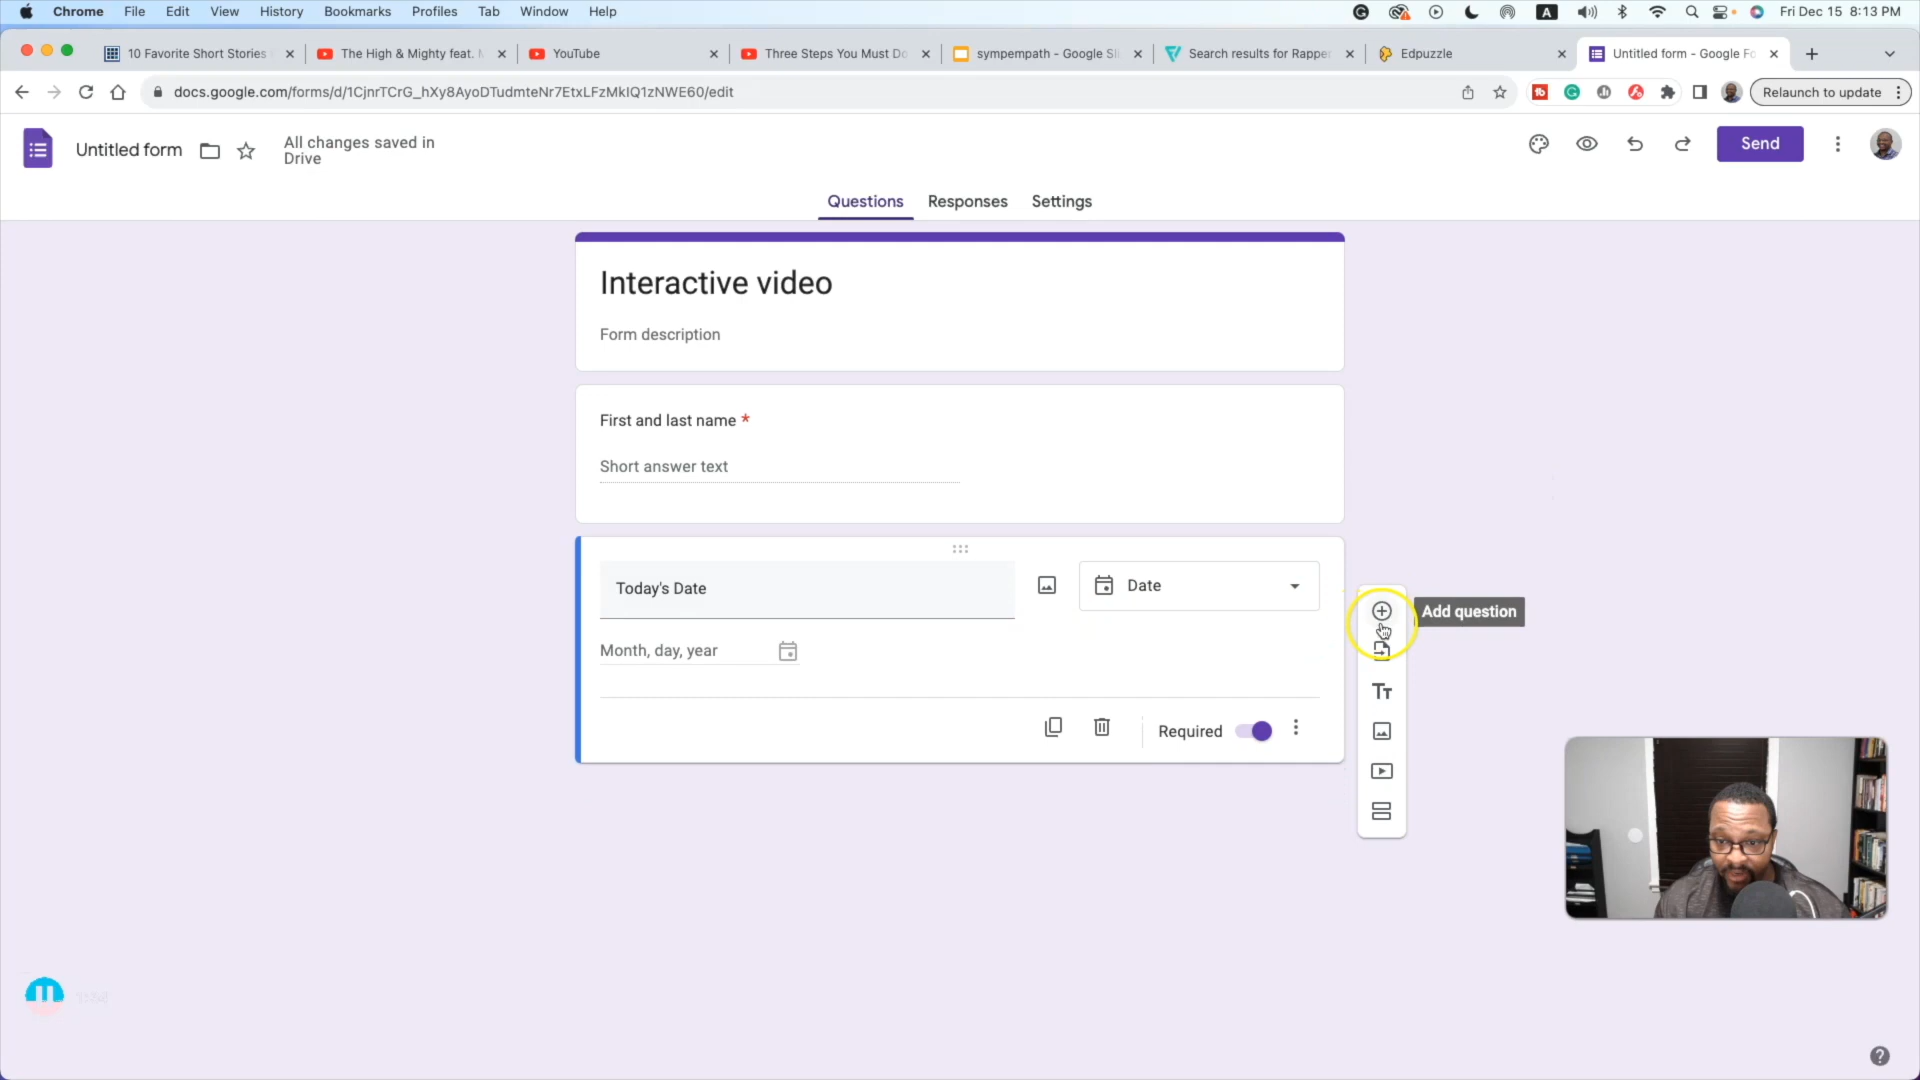 Chrome File Edit View History Bookmarks Profiles Tab Window Help A Fri Dec 15 8:13 PM
10 Favorite Short Stories The High & Mighty feat. YouTube Three Steps You Must Do sympempath - Google Sli Search results for Rapper Edpuzzle Untitled form - Google Fo
docs.google.com/forms/d/1CjnrTCrG_hXy8AyoDTudmteNr7EtxLFzMkIQ1zNWE60/edit Relaunch to update
Untitled form All changes saved in
Drive
Send
Questions Responses Settings
Interactive video
Form description
First and last name *
Short answer text
Today's Date Date
Add question
Month, day, year
Tт
Required